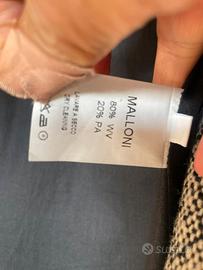 MALLONI
80% WV
20% PA
LAVARE A SECCO
DRY CLEANING
subito